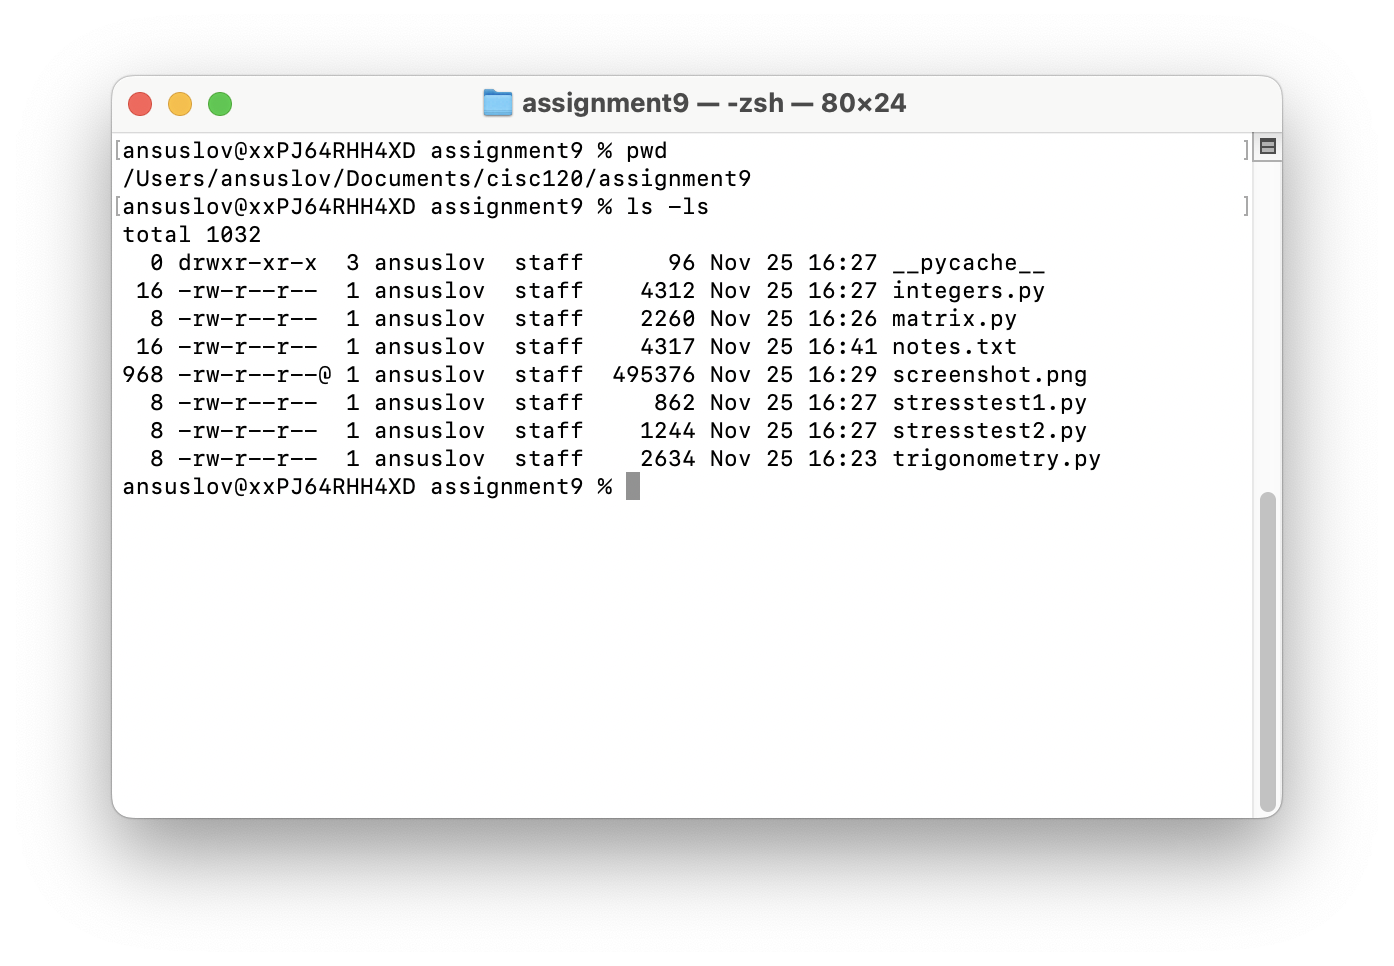 assignment9 — -zsh — 80×24
[ansuslov@xxPJ64RHH4XD assignment9 % pwd ]
/Users/ansuslov/Documents/cisc120/assignment9
[ansuslov@xxPJ64RHH4XD assignment9 % ls -ls ]
total 1032
  0 drwxr-xr-x  3 ansuslov  staff      96 Nov 25 16:27 __pycache__
 16 -rw-r--r--  1 ansuslov  staff    4312 Nov 25 16:27 integers.py
  8 -rw-r--r--  1 ansuslov  staff    2260 Nov 25 16:26 matrix.py
 16 -rw-r--r--  1 ansuslov  staff    4317 Nov 25 16:41 notes.txt
968 -rw-r--r--@ 1 ansuslov  staff  495376 Nov 25 16:29 screenshot.png
  8 -rw-r--r--  1 ansuslov  staff     862 Nov 25 16:27 stresstest1.py
  8 -rw-r--r--  1 ansuslov  staff    1244 Nov 25 16:27 stresstest2.py
  8 -rw-r--r--  1 ansuslov  staff    2634 Nov 25 16:23 trigonometry.py
ansuslov@xxPJ64RHH4XD assignment9 %